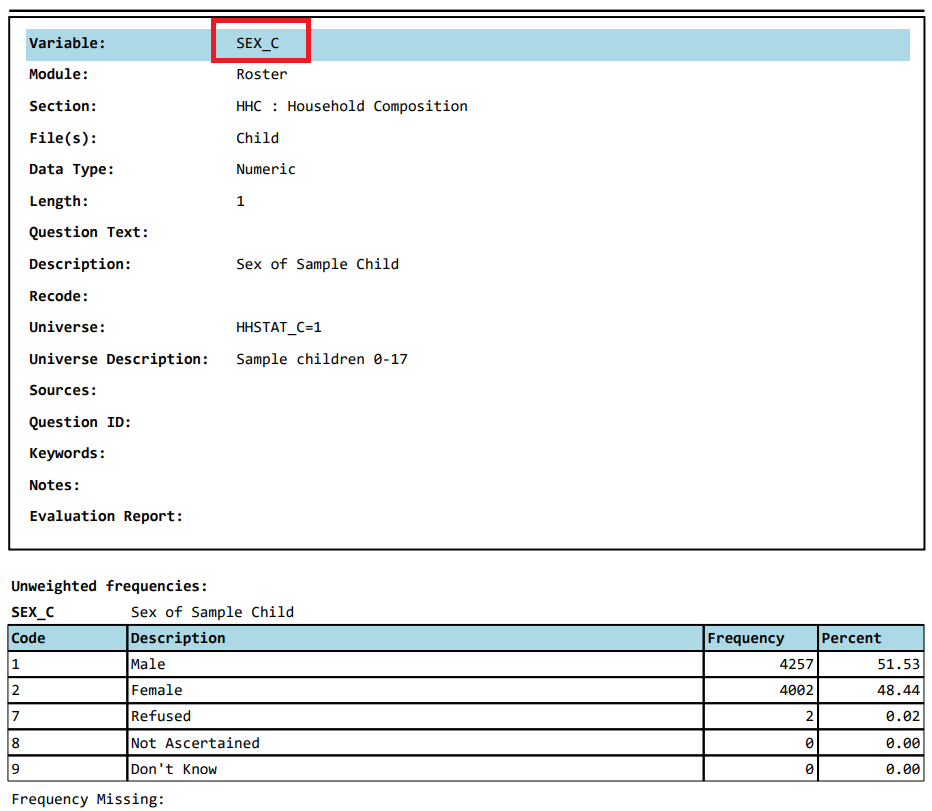 Variable: SEX_C
Module: Roster
Section: HHC : Household Composition
File(s): Child
Data Type: Numeric
Length: 1
Question Text:
Description: Sex of Sample Child
Recode:
Universe: HHSTAT_C=1
Universe Description: Sample children 0-17
Sources:
Question ID:
Keywords:
Notes:
Evaluation Report:
Unweighted frequencies:
SEX_C Sex of Sample Child
Code Description Frequency Percent
1 Male 4257 51.53
2 Female 4002 48.44
7 Refused 2 0.02
8 Not Ascertained 0 0.00
9 Don't Know 0 0.00
Frequency Missing: